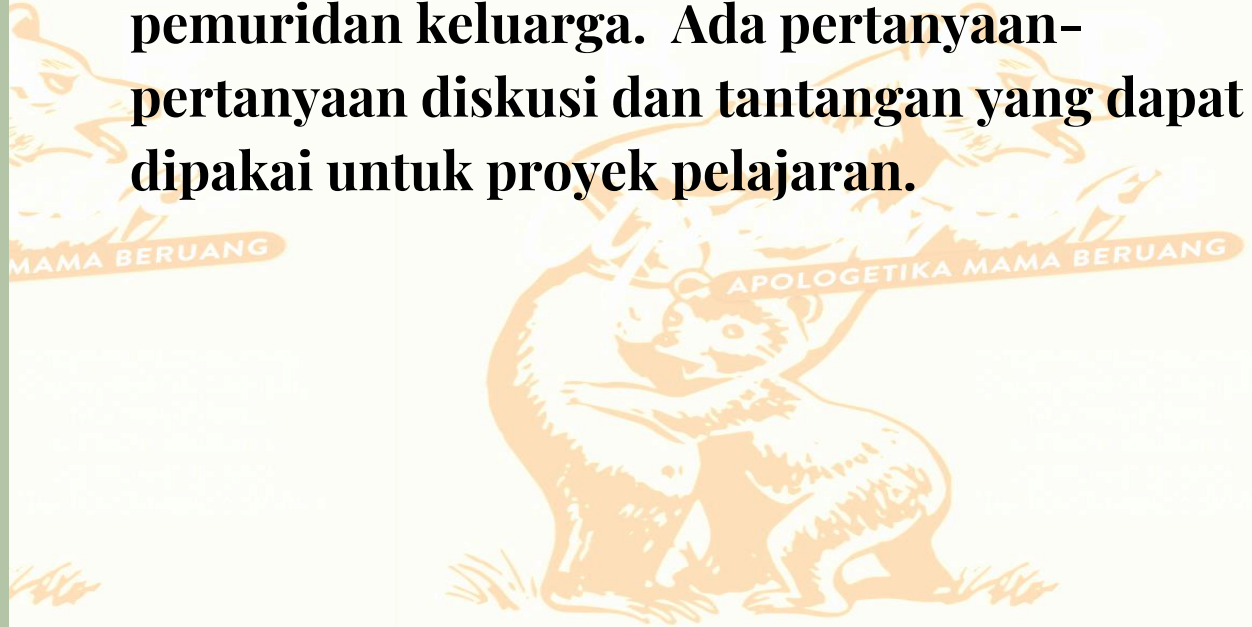 pemuridan keluarga. Ada pertanyaan-
pertanyaan diskusi dan tantangan yang dapat
dipakai untuk proyek pelajaran.
MAMA BERUANG
APOLOGETIKA MAMA BERUANG